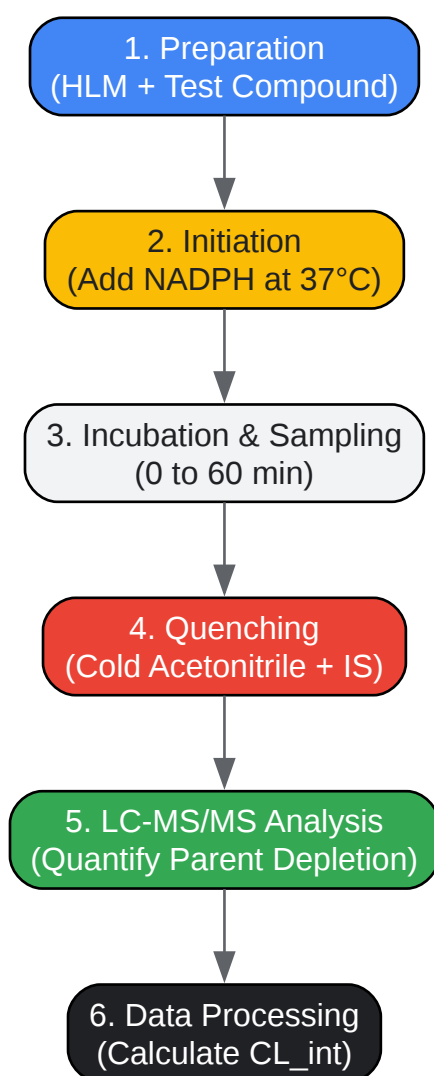 1. Preparation
(HLM + Test Compound)
2. Initiation
(Add NADPH at 37°C)
3. Incubation & Sampling
(0 to 60 min)
4. Quenching
(Cold Acetonitrile + IS)
5. LC-MS/MS Analysis
(Quantify Parent Depletion)
6. Data Processing
(Calculate CL_int)